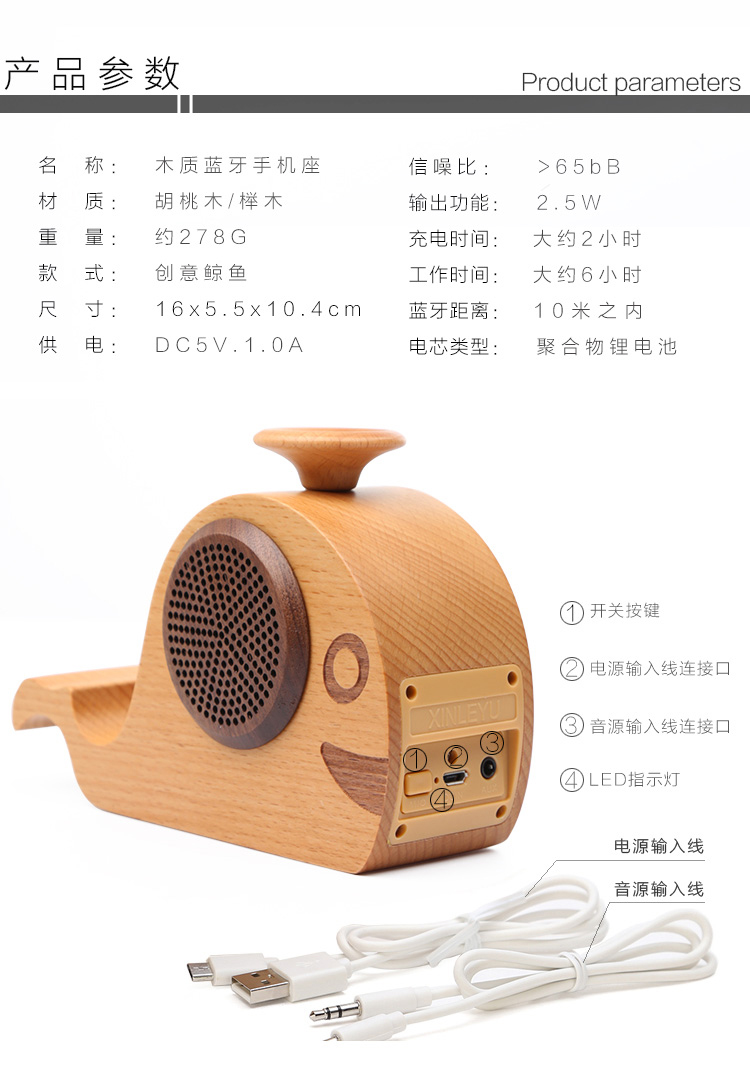 产品参数
Product parameters
名 称: 木质蓝牙手机座
材 质: 胡桃木/榉木
重 量: 约278G
款 式: 创意鲸鱼
尺 寸: 16x5.5x10.4cm
供 电: DC5V.1.0A
信噪比: >65bB
输出功能: 2.5W
充电时间: 大约2小时
工作时间: 大约6小时
蓝牙距离: 10米之内
电芯类型: 聚合物锂电池
①开关按键
②电源输入线连接口
③音源输入线连接口
④LED指示灯
XINLEYU
① ② ③
④
电源输入线
音源输入线